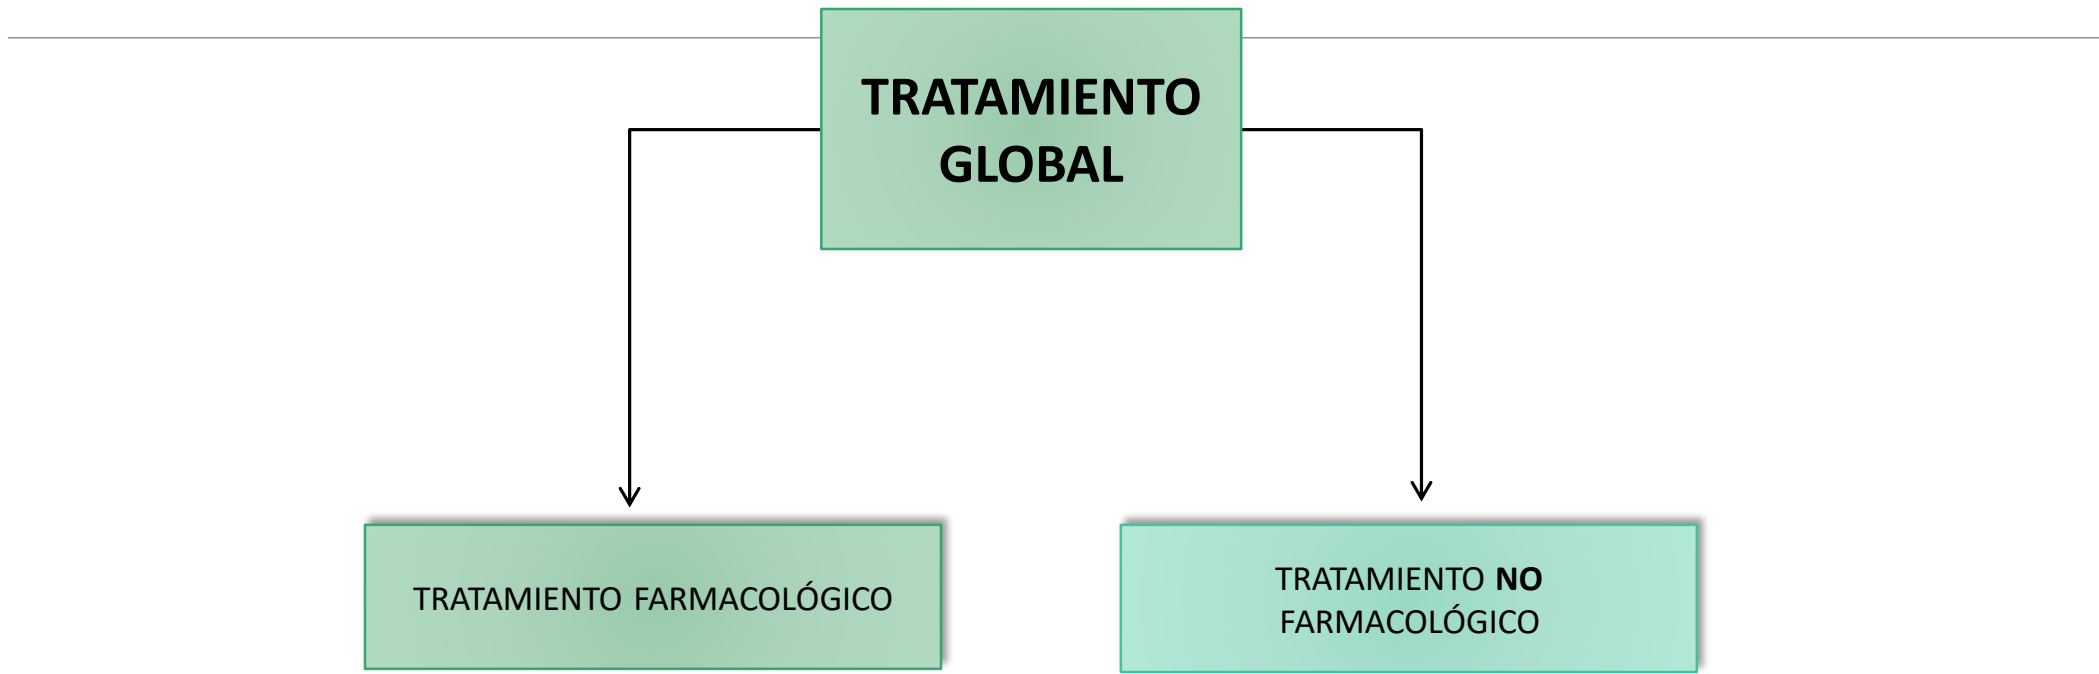 TRATAMIENTO
GLOBAL
TRATAMIENTO FARMACOLÓGICO
TRATAMIENTO NO
FARMACOLÓGICO